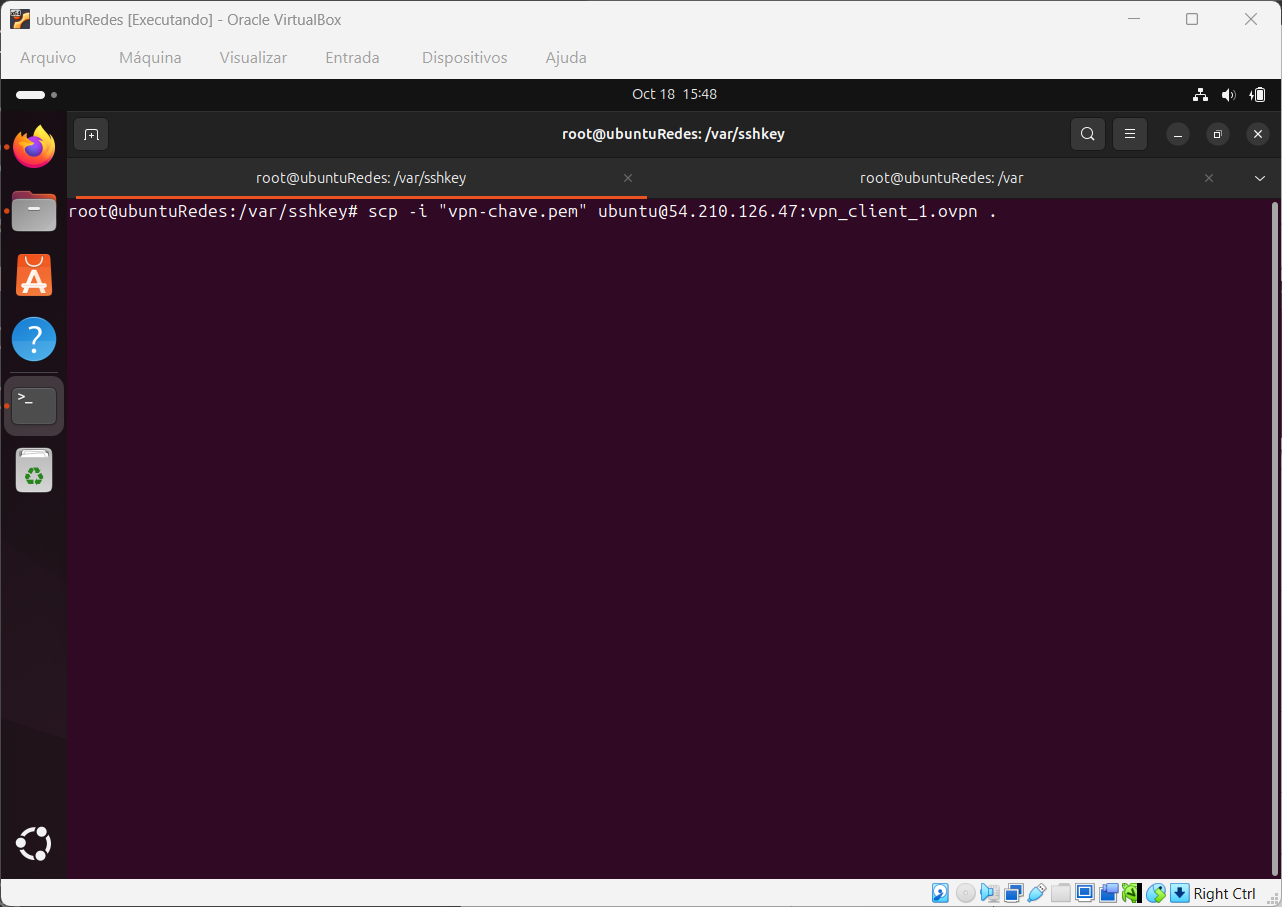 ubuntuRedes [Executando] - Oracle VirtualBox
Arquivo Máquina Visualizar Entrada Dispositivos Ajuda
Oct 18 15:48
root@ubuntuRedes: /var/sshkey
root@ubuntuRedes: /var/sshkey root@ubuntuRedes: /var
root@ubuntuRedes:/var/sshkey# scp -i "vpn-chave.pem" ubuntu@54.210.126.47:vpn_client_1.ovpn .
Right Ctrl